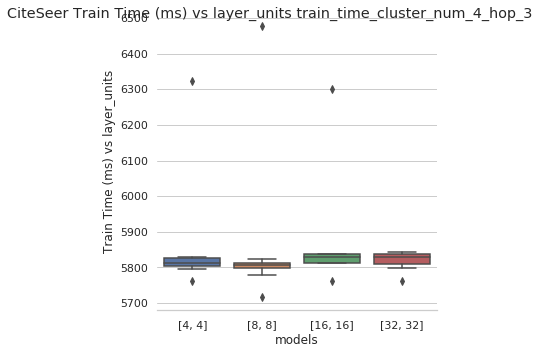 CiteSeer Train Time (ms) vs layer_units train_time_cluster_num_4_hop_3
6500
6400
6300
6200
6100
6000
5900
5800
5700
Train Time (ms) vs layer_units
[4, 4] [8, 8] [16, 16] [32, 32]
models